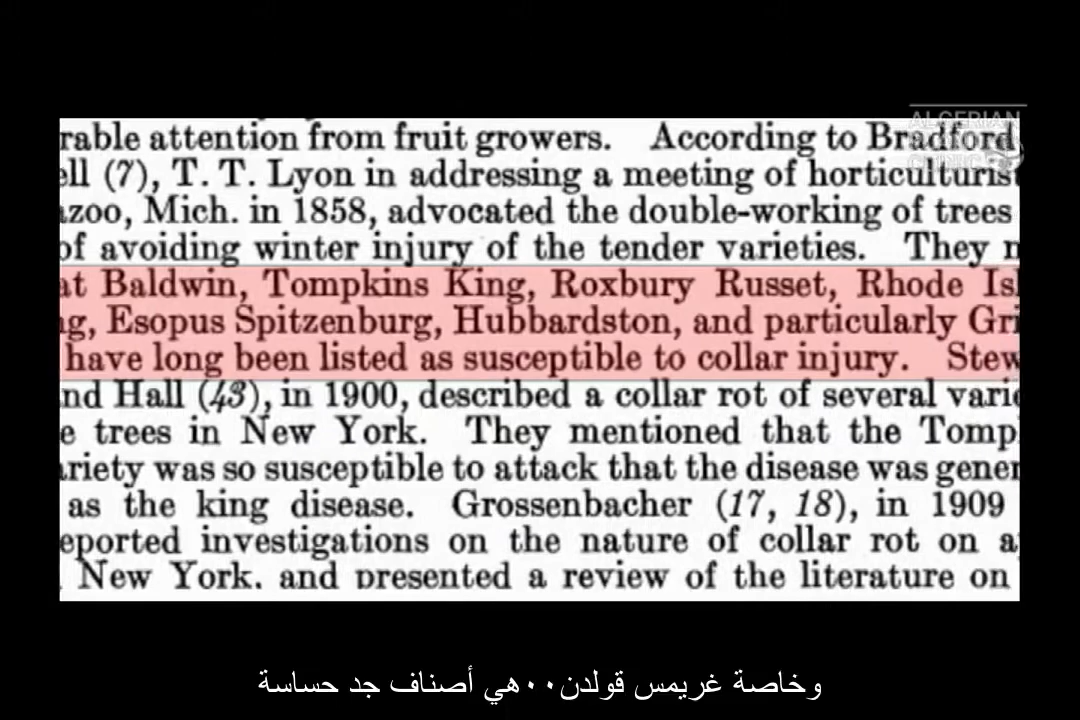 ALGERIAN
CLINIC
rable attention from fruit growers. According to Bradford
ell (7), T. T. Lyon in addressing a meeting of horticulturist
zoo, Mich. in 1858, advocated the double-working of trees
of avoiding winter injury of the tender varieties. They
at Baldwin, Tompkins King, Roxbury Russet, Rhode Isl
g, Esopus Spitzenburg, Hubbardston, and particularly Gri
have long been listed as susceptible to collar injury. Stew
nd Hall (43), in 1900, described a collar rot of several varie
e trees in New York. They mentioned that the Tomp
riety was so susceptible to attack that the disease was gener
as the king disease. Grossenbacher (17, 18), in 1909
eported investigations on the nature of collar rot on a
New York. and presented a review of the literature on
وخاصة غريمس قولدن٠٠هي أصناف جد حساسة